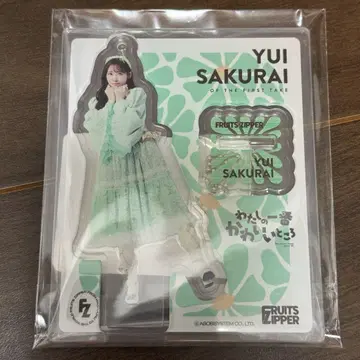 YUI
SAKURAI
OF THE FIRST TAKE
FRUITS ZIPPER
YUI
SAKURAI
わたしの一番
かわいいところ
FZ
FRUITS
ZIPPER